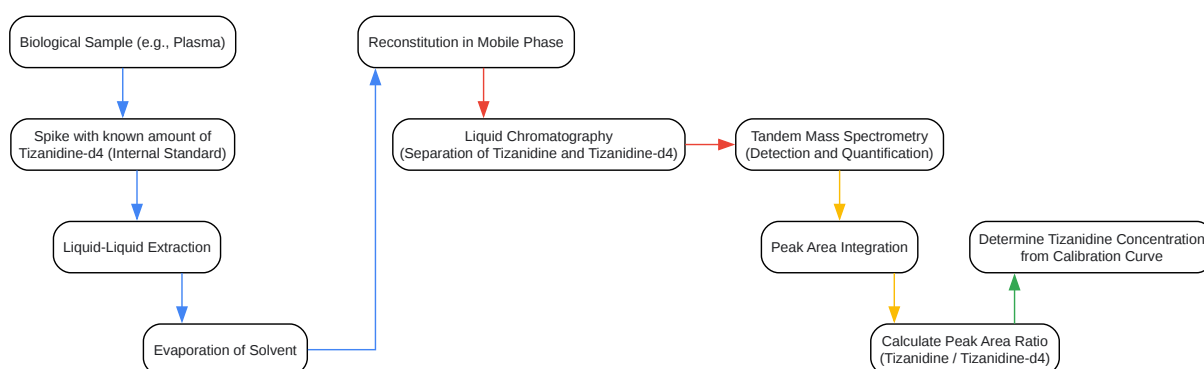 Biological Sample (e.g., Plasma)
Spike with known amount of
Tizanidine-d4 (Internal Standard)
Liquid-Liquid Extraction
Evaporation of Solvent
Reconstitution in Mobile Phase
Liquid Chromatography
(Separation of Tizanidine and Tizanidine-d4)
Tandem Mass Spectrometry
(Detection and Quantification)
Peak Area Integration
Calculate Peak Area Ratio
(Tizanidine / Tizanidine-d4)
Determine Tizanidine Concentration
from Calibration Curve